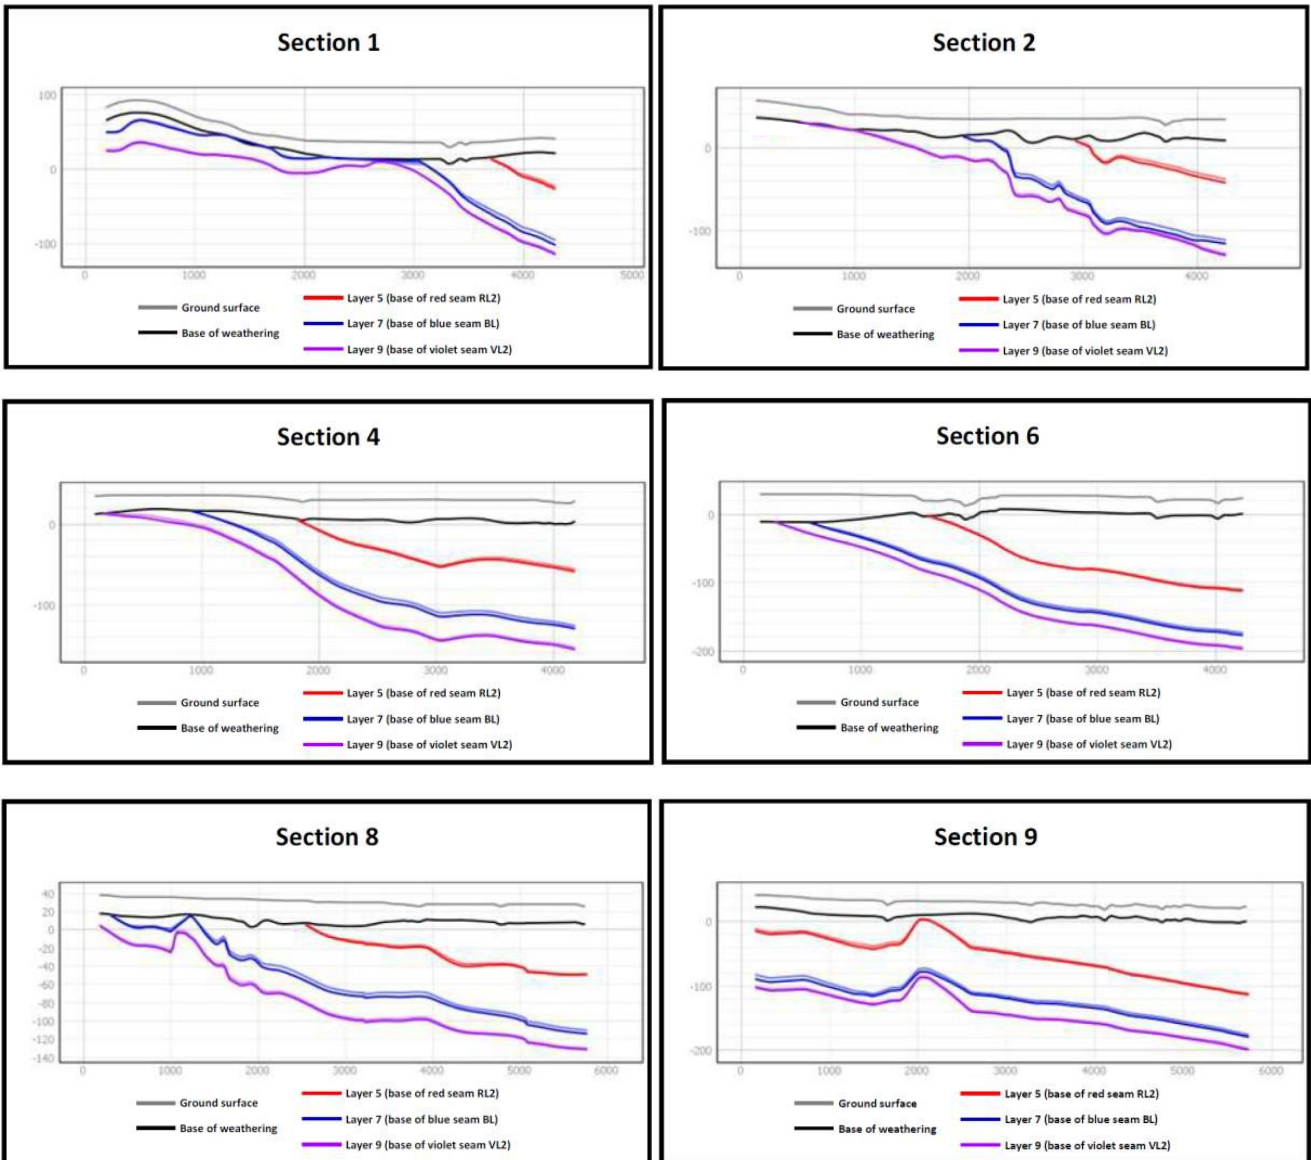 Section 1
100
0
-100
0 1000 2000 3000 4000 5000
Ground surface
Base of weathering
Layer 5 (base of red seam RL2)
Layer 7 (base of blue seam BL)
Layer 9 (base of violet seam VL2)
Section 2
0
-100
0 1000 2000 3000 4000
Ground surface
Base of weathering
Layer 5 (base of red seam RL2)
Layer 7 (base of blue seam BL)
Layer 9 (base of violet seam VL2)
Section 4
0
-100
0 1000 2000 3000 4000
Ground surface
Base of weathering
Layer 5 (base of red seam RL2)
Layer 7 (base of blue seam BL)
Layer 9 (base of violet seam VL2)
Section 6
0
-100
-200
0 1000 2000 3000 4000
Ground surface
Base of weathering
Layer 5 (base of red seam RL2)
Layer 7 (base of blue seam BL)
Layer 9 (base of violet seam VL2)
Section 8
40
20
0
-20
-40
-60
-80
-100
-120
-140
0 1000 2000 3000 4000 5000 6000
Ground surface
Base of weathering
Layer 5 (base of red seam RL2)
Layer 7 (base of blue seam BL)
Layer 9 (base of violet seam VL2)
Section 9
0
-100
-200
0 1000 2000 3000 4000 5000 6000
Ground surface
Base of weathering
Layer 5 (base of red seam RL2)
Layer 7 (base of blue seam BL)
Layer 9 (base of violet seam VL2)